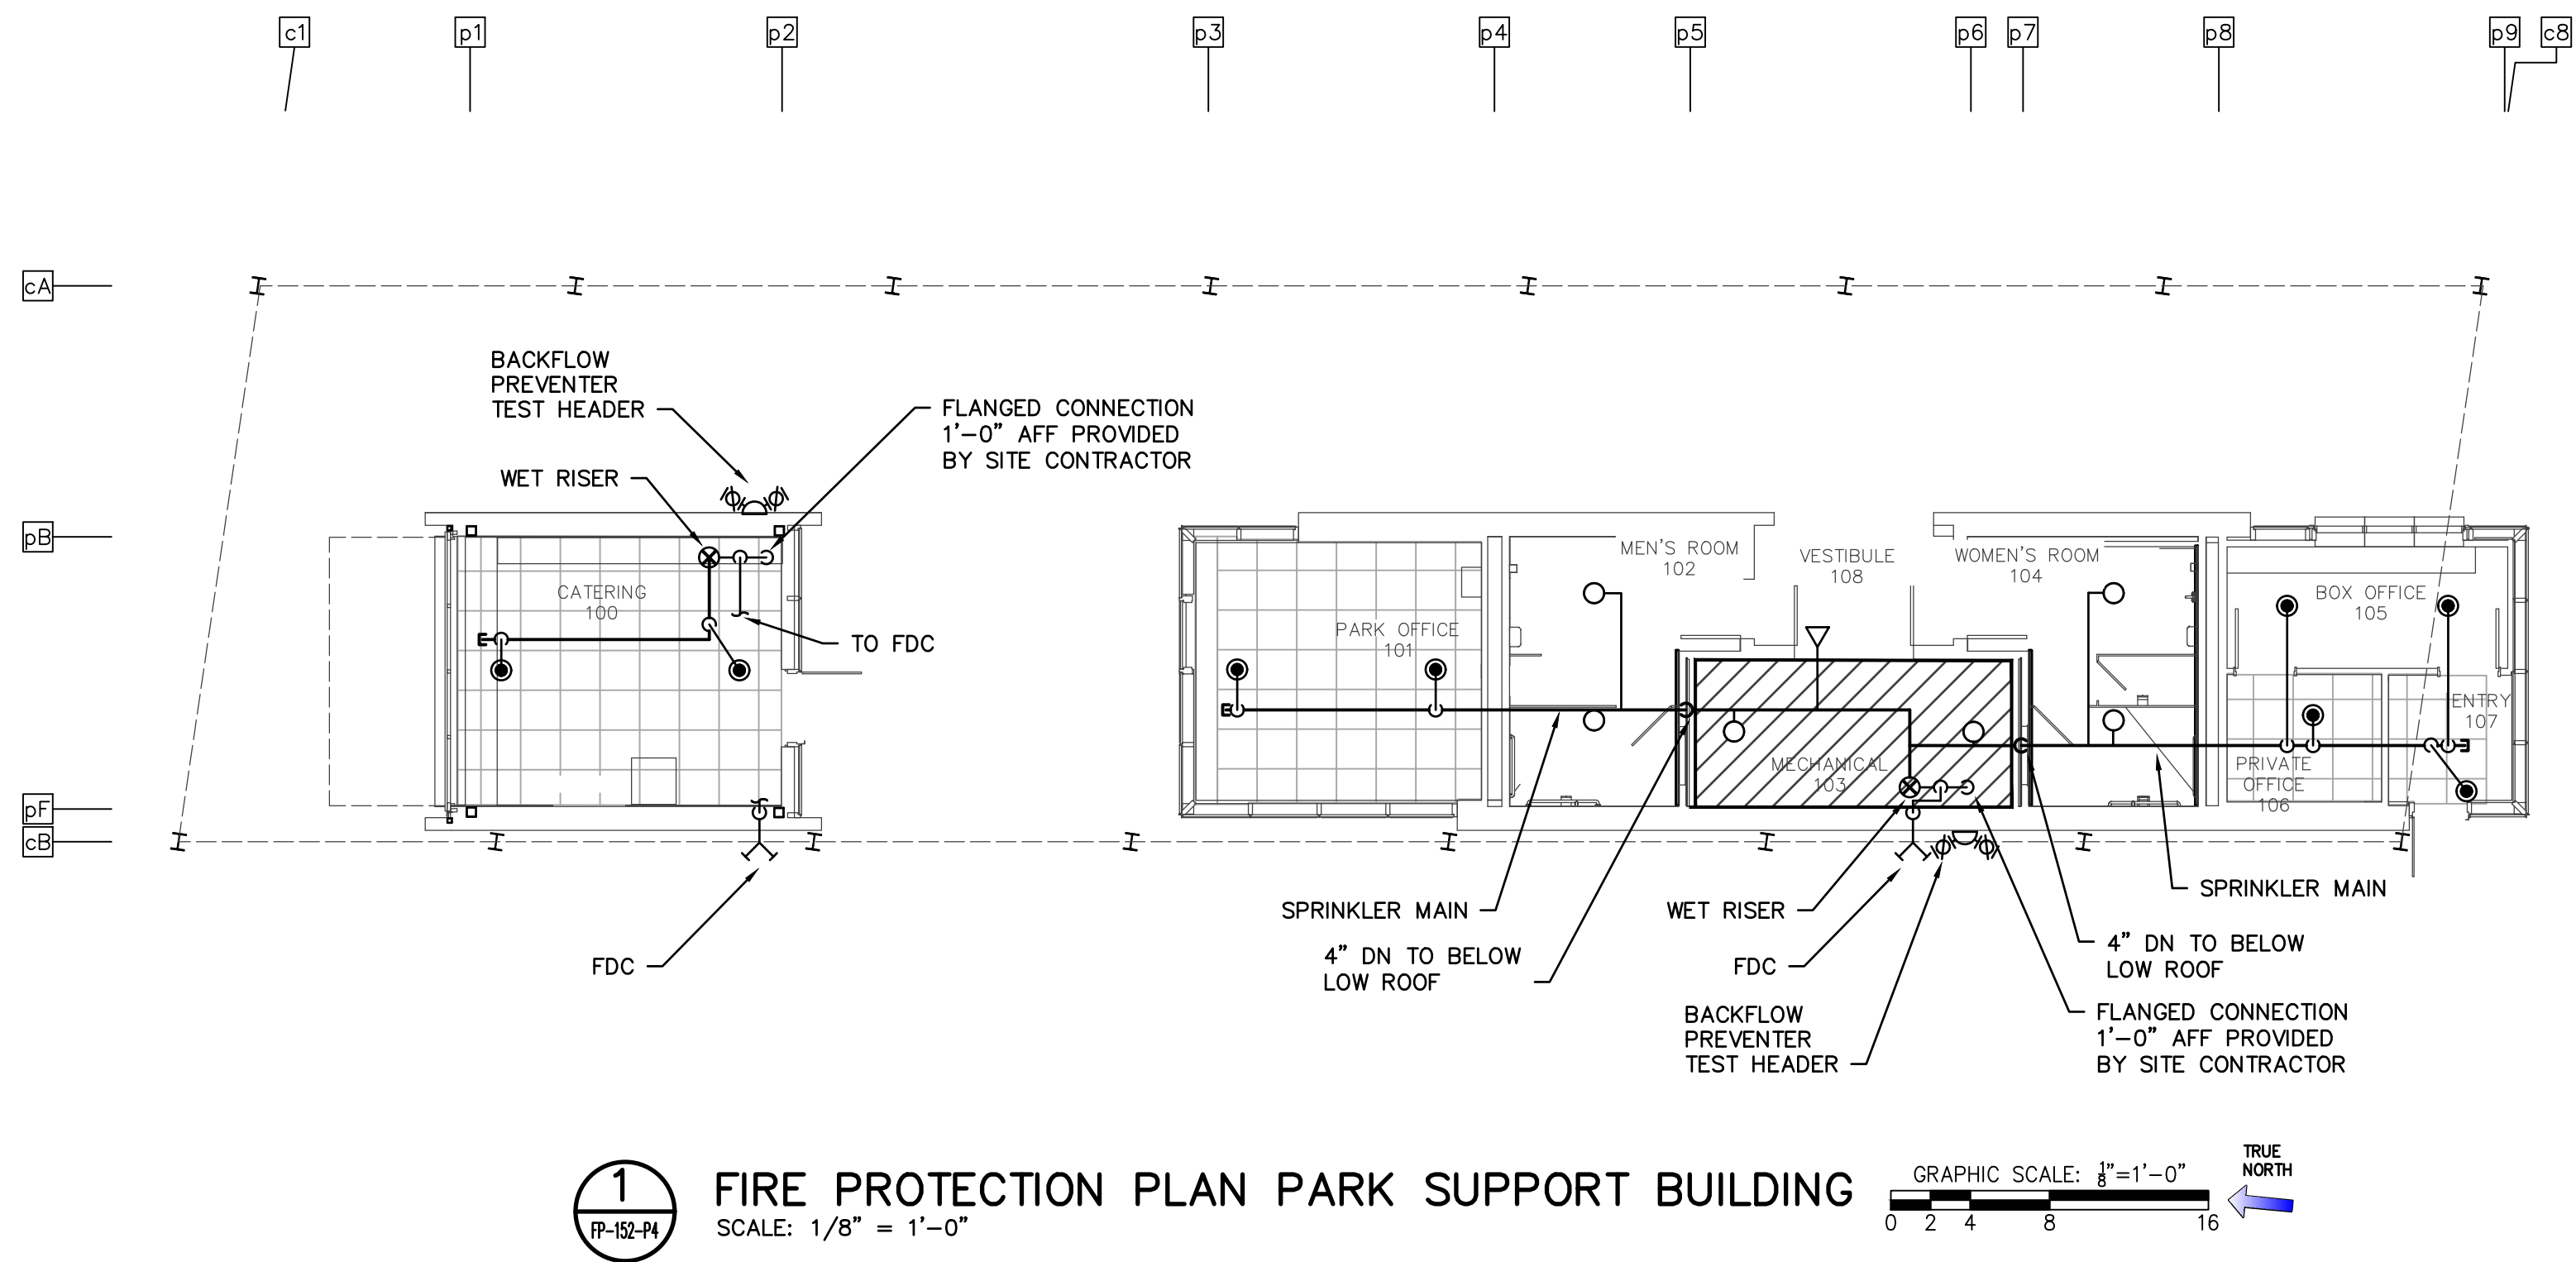 c1
p1
p2
p3
p4
p5
p6
p7
p8
p9
c8
cA
BACKFLOW
PREVENTER
TEST HEADER
FLANGED CONNECTION
1'-0" AFF PROVIDED
BY SITE CONTRACTOR
WET RISER
pB
CATERING
100
TO FDC
PARK OFFICE
101
MEN'S ROOM
102
VESTIBULE
108
WOMEN'S ROOM
104
BOX OFFICE
105
ENTRY
107
MECHANICAL
103
PRIVATE
OFFICE
106
pF
cB
FDC
SPRINKLER MAIN
4" DN TO BELOW
LOW ROOF
WET RISER
FDC
BACKFLOW
PREVENTER
TEST HEADER
SPRINKLER MAIN
4" DN TO BELOW
LOW ROOF
FLANGED CONNECTION
1'-0" AFF PROVIDED
BY SITE CONTRACTOR
1
FP-152-P4
FIRE PROTECTION PLAN PARK SUPPORT BUILDING
SCALE: 1/8" = 1'-0"
GRAPHIC SCALE: 1/8"=1'-0"
0 2 4 8 16
TRUE
NORTH